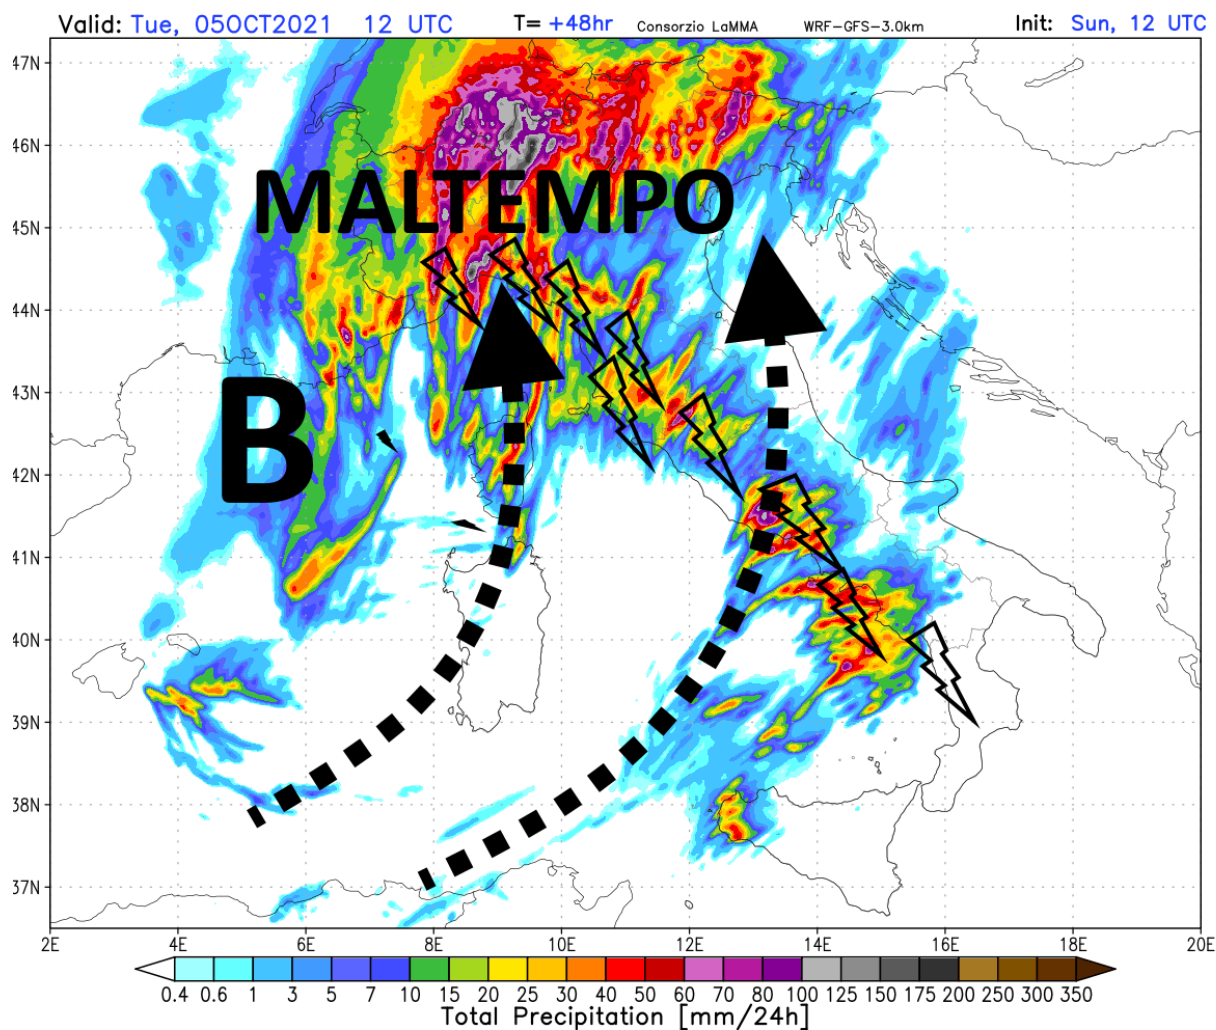 Valid: Tue, 05OCT2021 12 UTC T= +48hr Consorzio LaMMA WRF-GFS-3.0km Init: Sun, 12 UTC
47N
46N
MALTEMPO
45N
44N
43N
B
42N
41N
40N
39N
38N
37N
2E 4E 6E 8E 10E 12E 14E 16E 18E 20E
0.4 0.6 1 3 5 7 10 15 20 25 30 40 50 60 70 80 100 125 150 175 200 250 300 350
Total Precipitation [mm/24h]